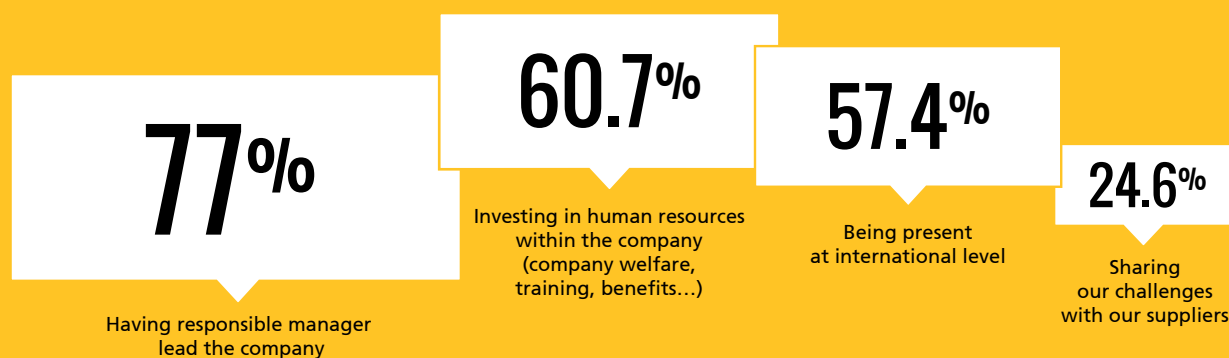 77%
Having responsible manager
lead the company
60.7%
Investing in human resources
within the company
(company welfare,
training, benefits...)
57.4%
Being present
at international level
24.6%
Sharing
our challenges
with our suppliers